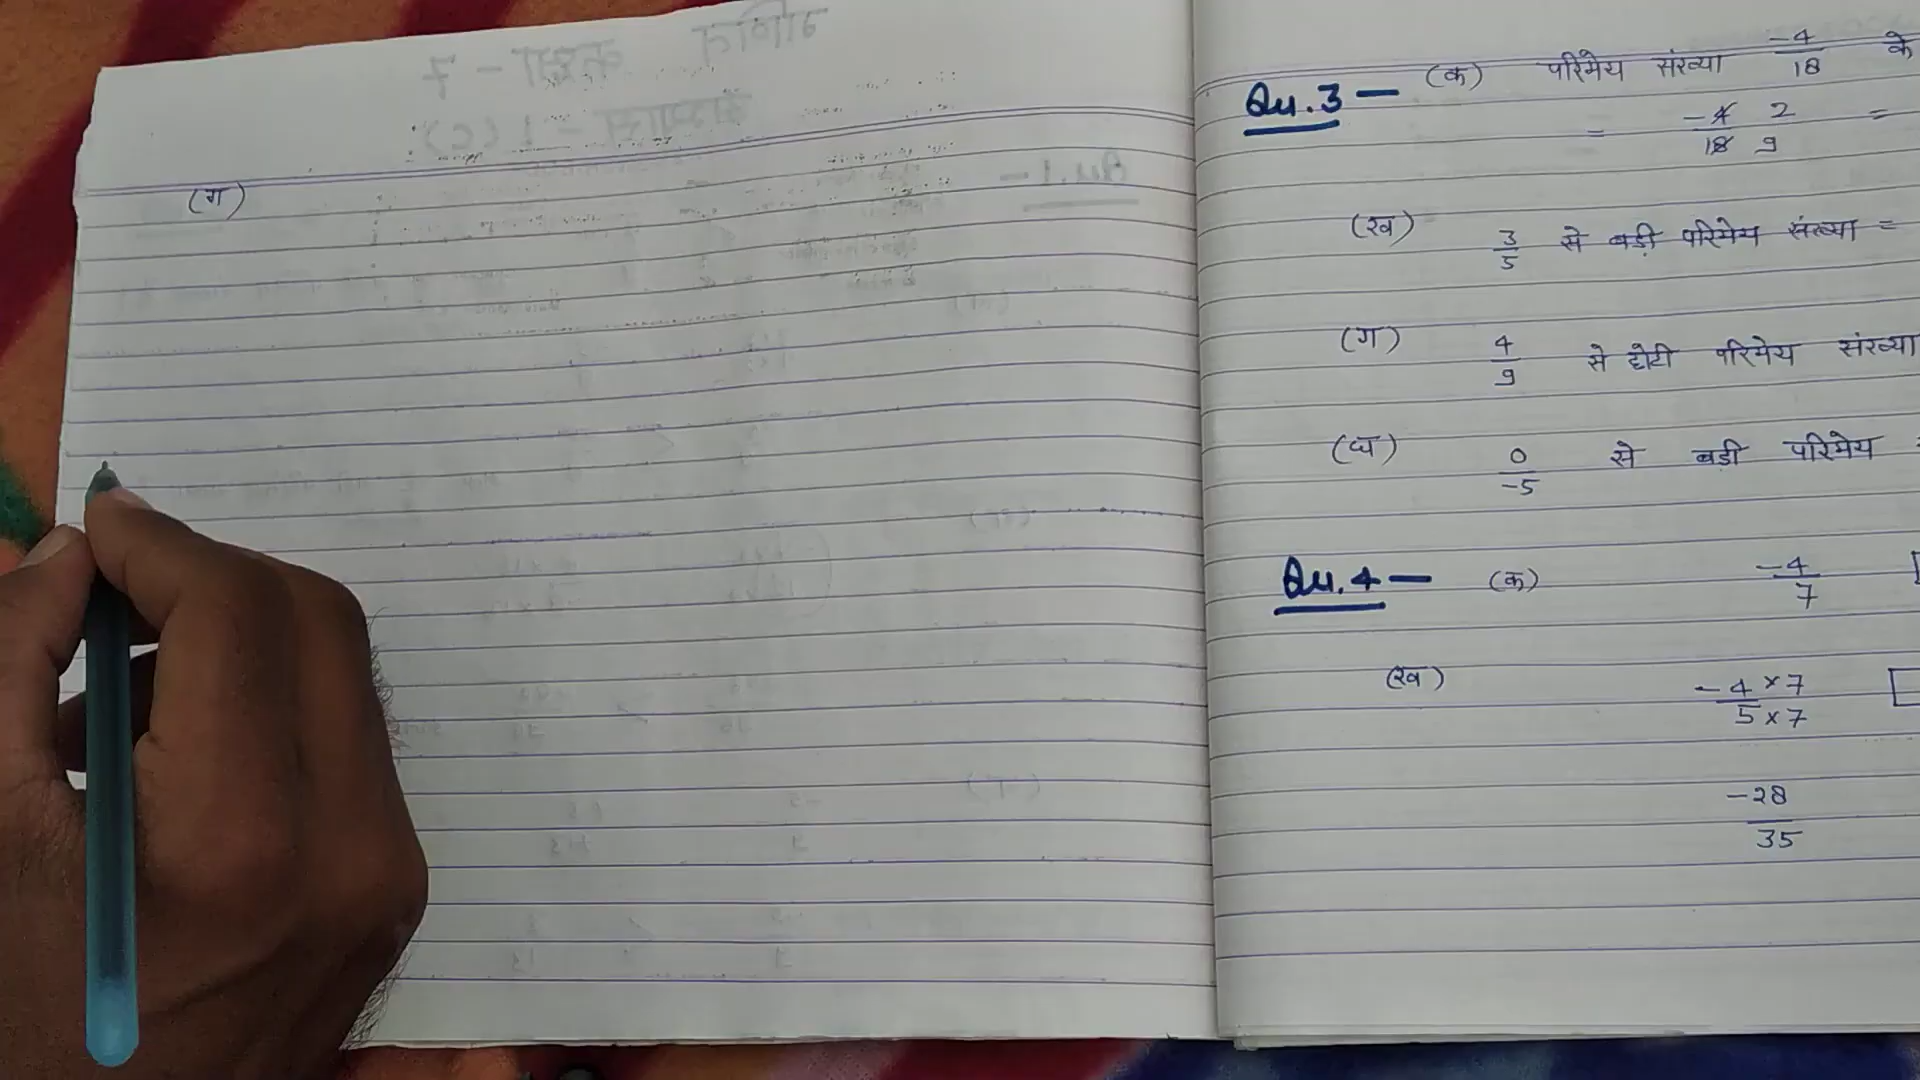 (ग)
Qu.3 — (क) परिमेय संख्या -4/18 के
= -4/18 2/9 =
(ख) 3/5 से बड़ी परिमेय संख्या =
(ग) 4/9 से छोटी परिमेय संख्या
(घ) 0/-5 से बड़ी परिमेय
Qu.4 — (क) -4/7
(ख) -4×7/5×7
-28/35